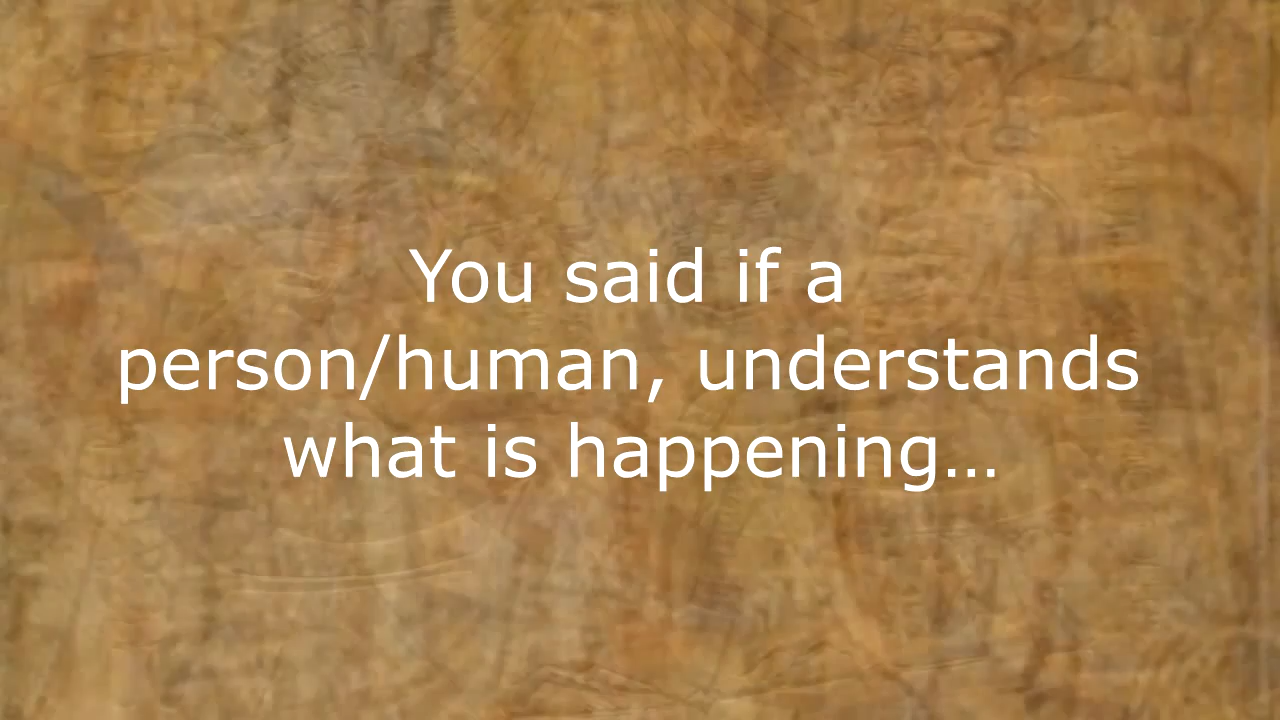 You said if a
person/human, understands
what is happening…